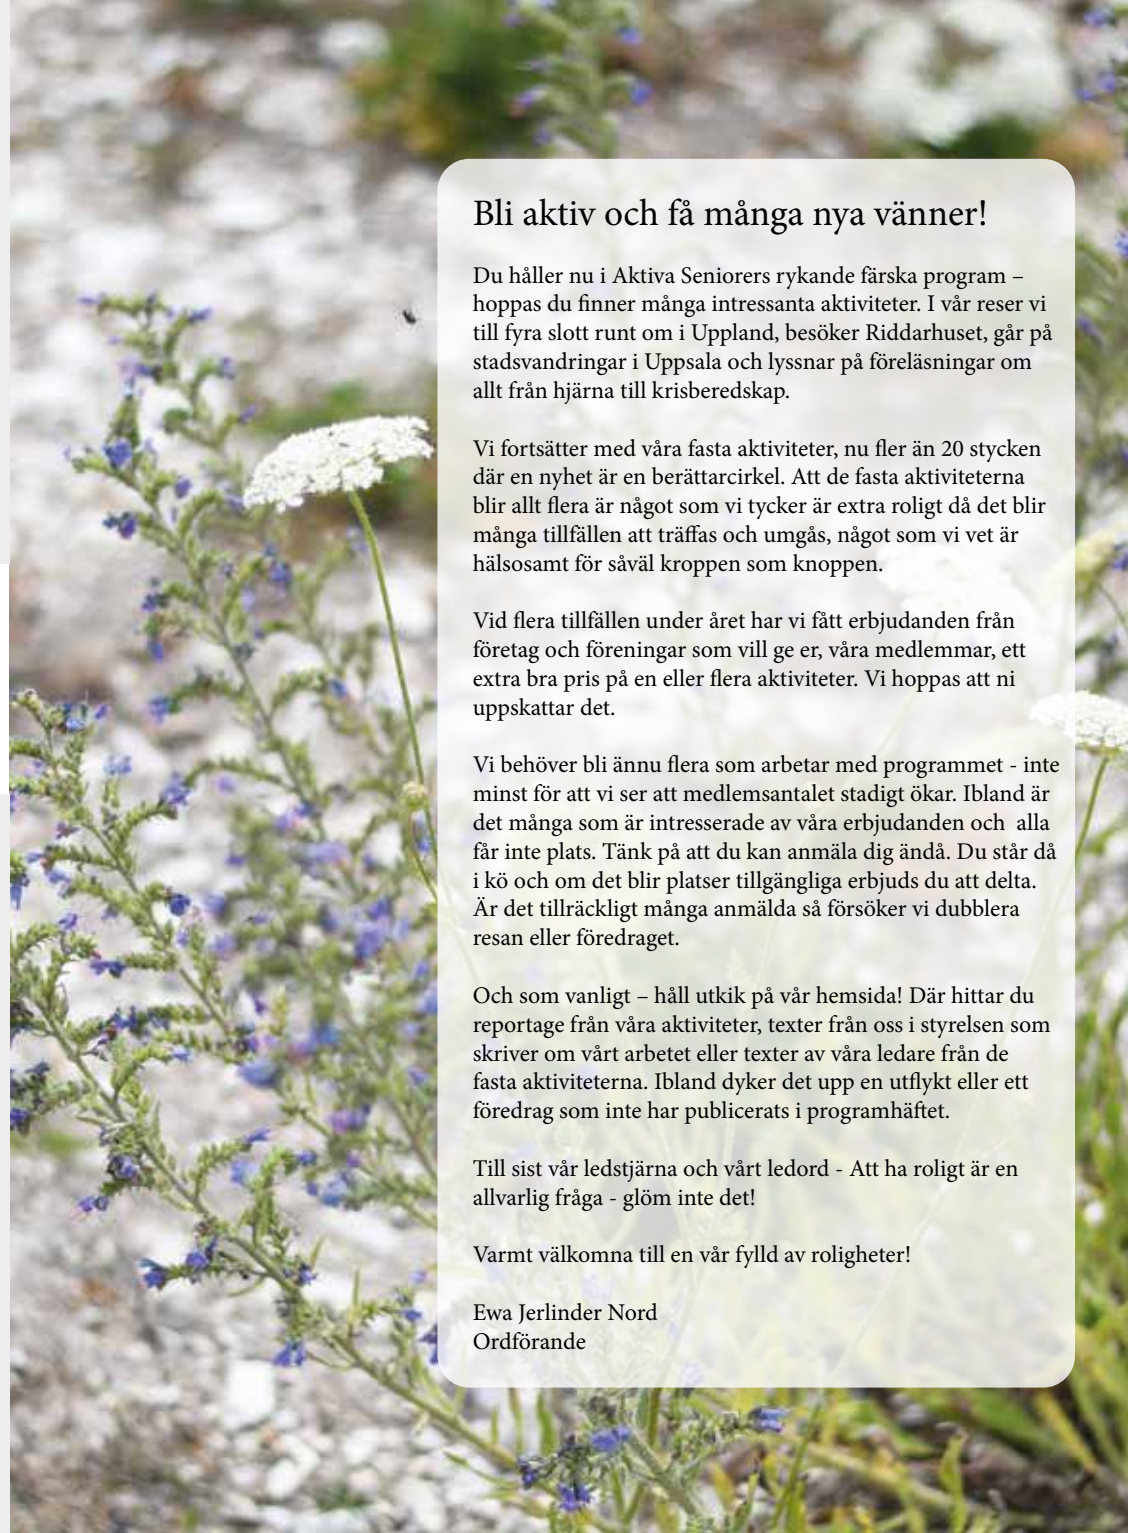 Bli aktiv och få många nya vänner!
Du håller nu i Aktiva Seniorers rykande färska program –
hoppas du finner många intressanta aktiviteter. I vår reser vi
till fyra slott runt om i Uppland, besöker Riddarhuset, går på
stadsvandringar i Uppsala och lyssnar på föreläsningar om
allt från hjärna till krisberedskap.
Vi fortsätter med våra fasta aktiviteter, nu fler än 20 stycken
där en nyhet är en berättarcirkel. Att de fasta aktiviteterna
blir allt flera är något som vi tycker är extra roligt då det blir
många tillfällen att träffas och umgås, något som vi vet är
hälsosamt för såväl kroppen som knoppen.
Vid flera tillfällen under året har vi fått erbjudanden från
företag och föreningar som vill ge er, våra medlemmar, ett
extra bra pris på en eller flera aktiviteter. Vi hoppas att ni
uppskattar det.
Vi behöver bli ännu flera som arbetar med programmet - inte
minst för att vi ser att medlemsantalet stadigt ökar. Ibland är
det många som är intresserade av våra erbjudanden och  alla
får inte plats. Tänk på att du kan anmäla dig ändå. Du står då
i kö och om det blir platser tillgängliga erbjuds du att delta.
Är det tillräckligt många anmälda så försöker vi dubblera
resan eller föredraget.
Och som vanligt – håll utkik på vår hemsida! Där hittar du
reportage från våra aktiviteter, texter från oss i styrelsen som
skriver om vårt arbetet eller texter av våra ledare från de
fasta aktiviteterna. Ibland dyker det upp en utflykt eller ett
föredrag som inte har publicerats i programhäftet.
Till sist vår ledstjärna och vårt ledord - Att ha roligt är en
allvarlig fråga - glöm inte det!
Varmt välkomna till en vår fylld av roligheter!
Ewa Jerlinder Nord
Ordförande